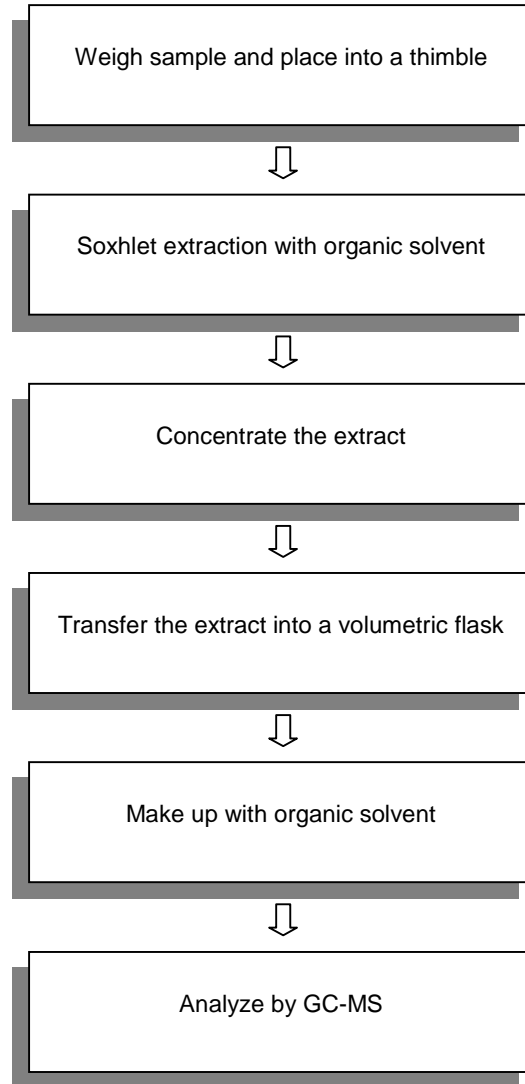 Weigh sample and place into a thimble
Soxhlet extraction with organic solvent
Concentrate the extract
Transfer the extract into a volumetric flask
Make up with organic solvent
Analyze by GC-MS